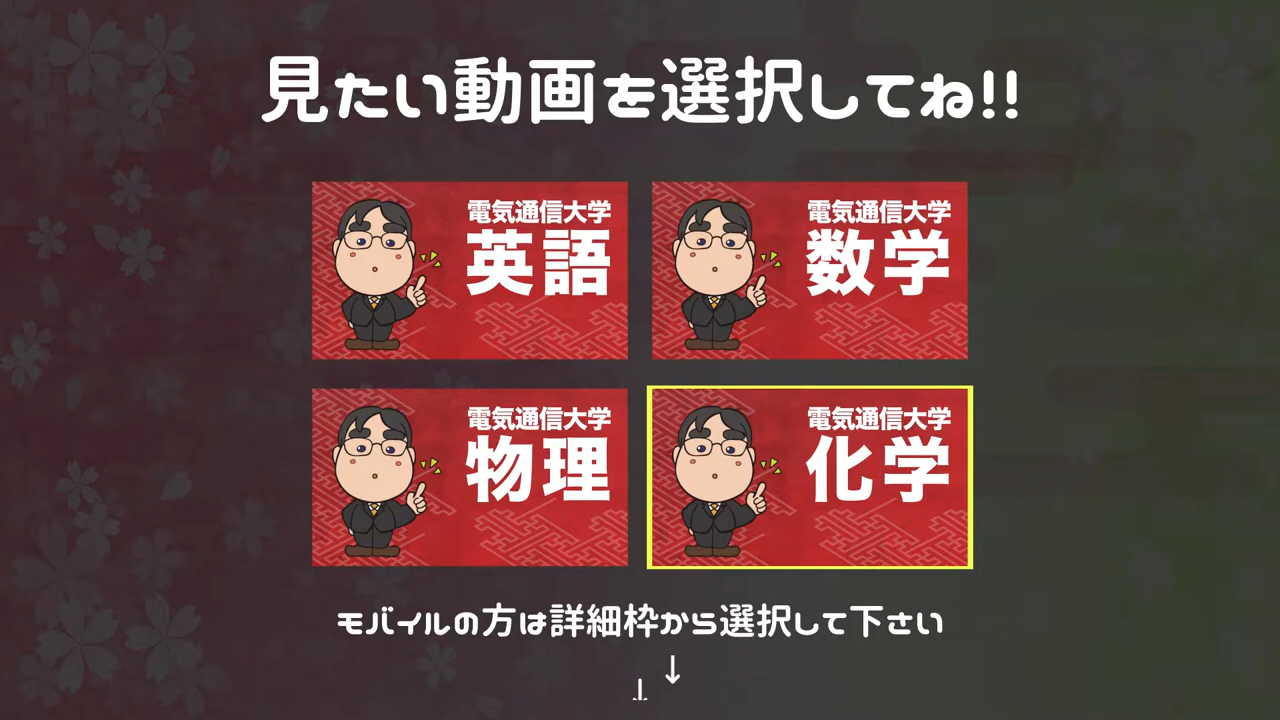 見たい動画を選択してね!!
電気通信大学
英語
電気通信大学
数学
電気通信大学
物理
電気通信大学
化学
モバイルの方は詳細枠から選択して下さい
↓
↓